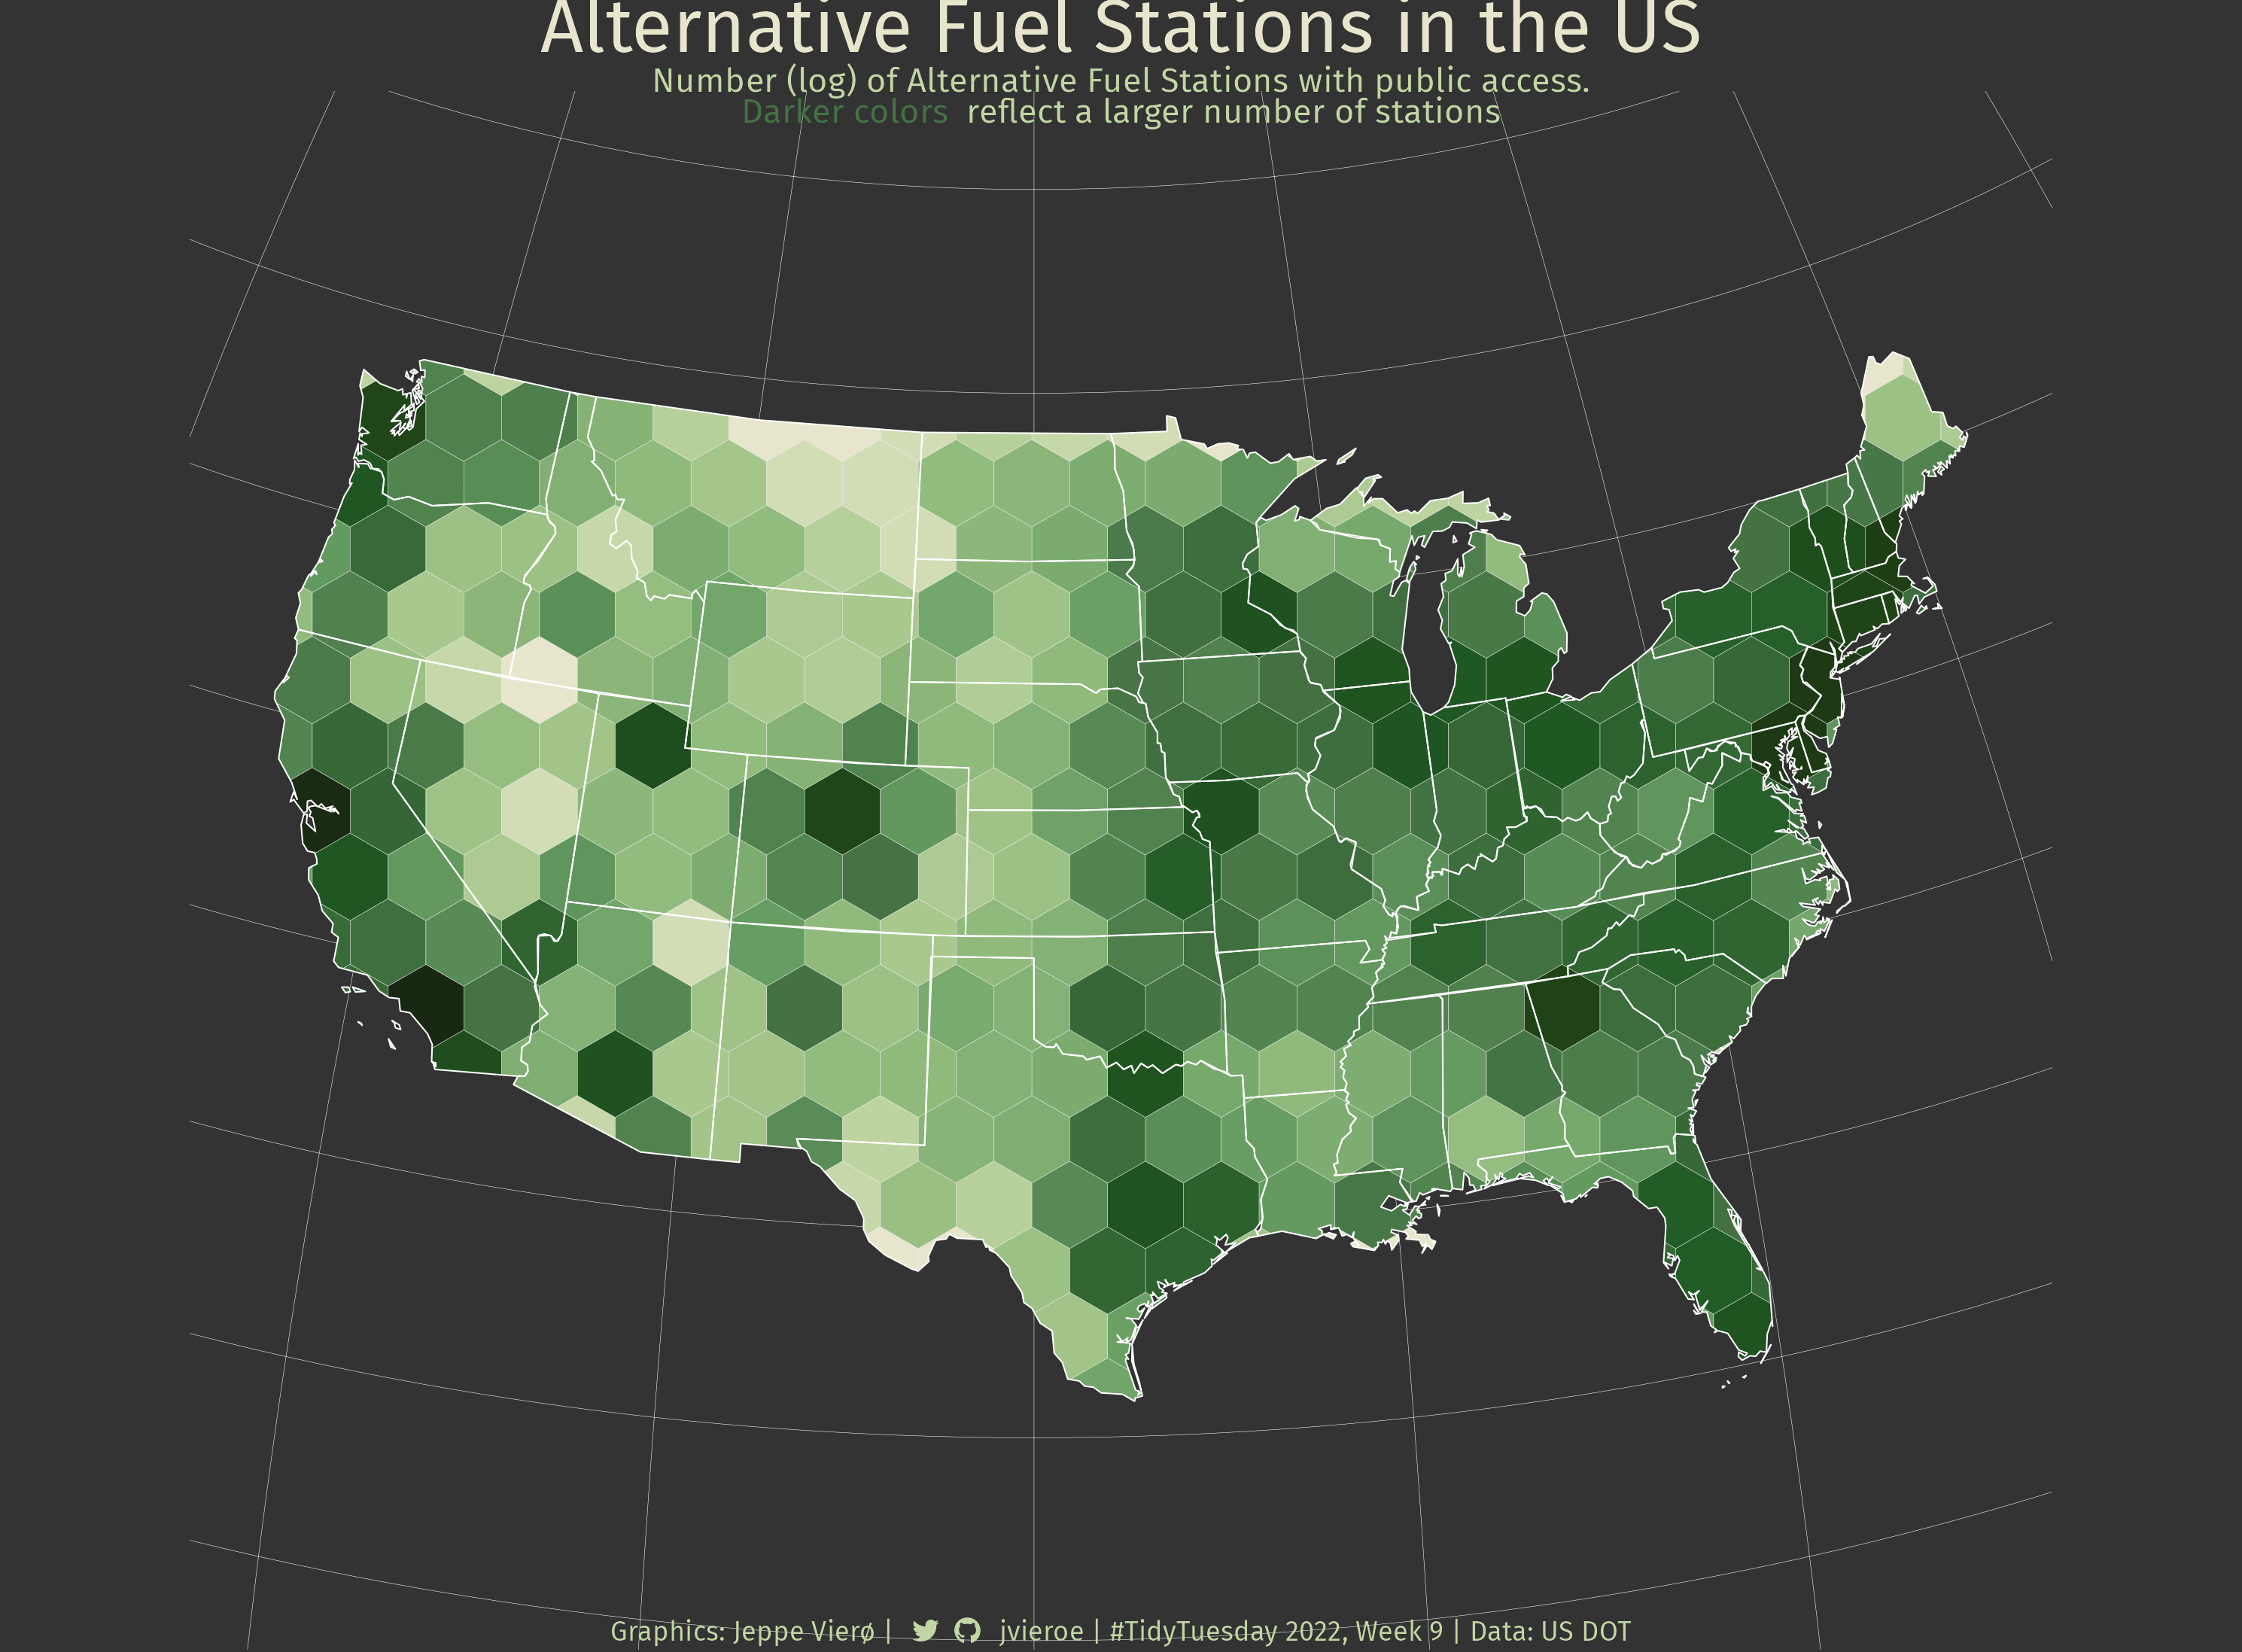 Alternative Fuel Stations in the US
Number (log) of Alternative Fuel Stations with public access.
Darker colors reflect a larger number of stations
Graphics: Jeppe Vierø | jvieroe | #TidyTuesday 2022, Week 9 | Data: US DOT